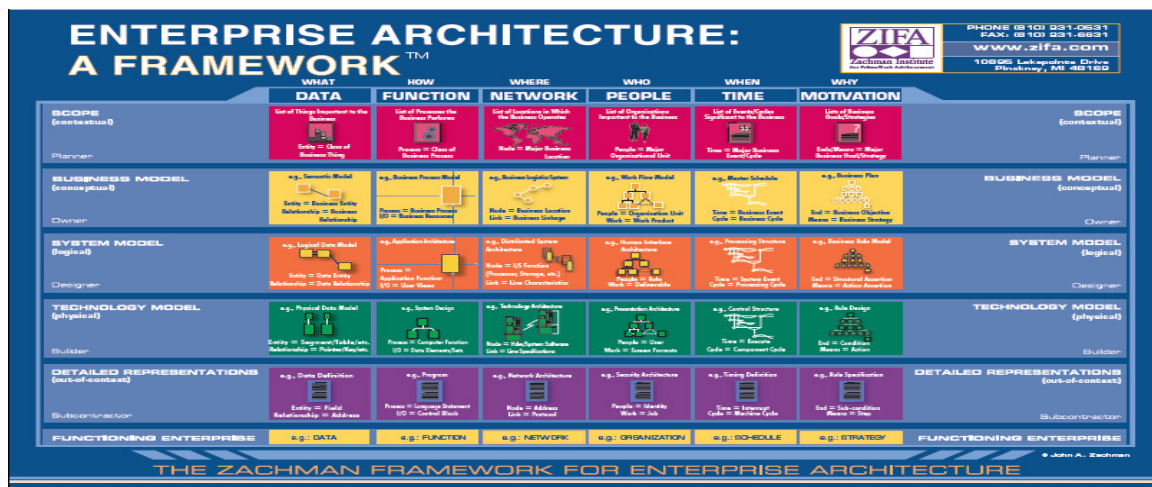 ENTERPRISE ARCHITECTURE:
A FRAMEWORK™
ZIFA
Zachman Institute
for Framework Advancement
PHONE (810) 231-0531
FAX: (810) 231-6631
www.zifa.com
10895 Lakepointe Drive
Pinckney, MI 48169
WHAT HOW WHERE WHO WHEN WHY
DATA FUNCTION NETWORK PEOPLE TIME MOTIVATION
SCOPE
(contextual)
Planner
List of Things Important to the
Business
Entity = Class of
Business Thing
List of Processes the
Business Performs
Process = Class of
Business Process
List of Locations in Which
the Business Operates
Node = Major Business
Location
List of Organizations
Important to the Business
People = Major
Organizational Unit
List of Events/Cycles
Significant to the Business
Time = Major Business
Event/Cycle
Lists of Business
Goals/Strategies
Ends/Means = Major
Business Goal/Strategy
SCOPE
(contextual)
Planner
BUSINESS MODEL
(conceptual)
Owner
e.g., Semantic Model
Entity = Business Entity
Relationship = Business
Relationship
e.g., Business Process Model
Process = Business Process
I/O = Business Resources
e.g., Business Logistics System
Node = Business Location
Link = Business Linkage
e.g., Work Flow Model
People = Organization Unit
Work = Work Product
e.g., Master Schedule
Time = Business Event
Cycle = Business Cycle
e.g., Business Plan
End = Business Objective
Means = Business Strategy
BUSINESS MODEL
(conceptual)
Owner
SYSTEM MODEL
(logical)
Designer
e.g., Logical Data Model
Entity = Data Entity
Relationship = Data Relationship
e.g., Application Architecture
Process =
Application Function
I/O = User Views
e.g., Distributed System
Architecture
Node = I/S Function
(Processor, Storage, etc.)
Link = Line Characteristics
e.g., Human Interface
Architecture
People = Role
Work = Deliverable
e.g., Processing Structure
Time = System Event
Cycle = Processing Cycle
e.g., Business Rule Model
End = Structural Assertion
Means = Action Assertion
SYSTEM MODEL
(logical)
Designer
TECHNOLOGY MODEL
(physical)
Builder
e.g., Physical Data Model
Entity = Segment/Table/etc.
Relationship = Pointer/Key/etc.
e.g., System Design
Process = Computer Function
I/O = Data Elements/Sets
e.g., Technology Architecture
Node = Hdw/System Software
Link = Line Specifications
e.g., Presentation Architecture
People = User
Work = Screen Formats
e.g., Control Structure
Time = Execute
Cycle = Component Cycle
e.g., Rule Design
End = Condition
Means = Action
TECHNOLOGY MODEL
(physical)
Builder
DETAILED REPRESENTATIONS
(out-of-context)
Subcontractor
e.g., Data Definition
Entity = Field
Relationship = Address
e.g., Program
Process = Language Statement
I/O = Control Block
e.g., Network Architecture
Node = Address
Link = Protocol
e.g., Security Architecture
People = Identity
Work = Job
e.g., Timing Definition
Time = Interrupt
Cycle = Machine Cycle
e.g., Rule Specification
End = Sub-condition
Means = Step
DETAILED REPRESENTATIONS
(out-of-context)
Subcontractor
FUNCTIONING ENTERPRISE
e.g.: DATA
e.g.: FUNCTION
e.g.: NETWORK
e.g.: ORGANIZATION
e.g.: SCHEDULE
e.g.: STRATEGY
FUNCTIONING ENTERPRISE
© John A. Zachman
THE ZACHMAN FRAMEWORK FOR ENTERPRISE ARCHITECTURE